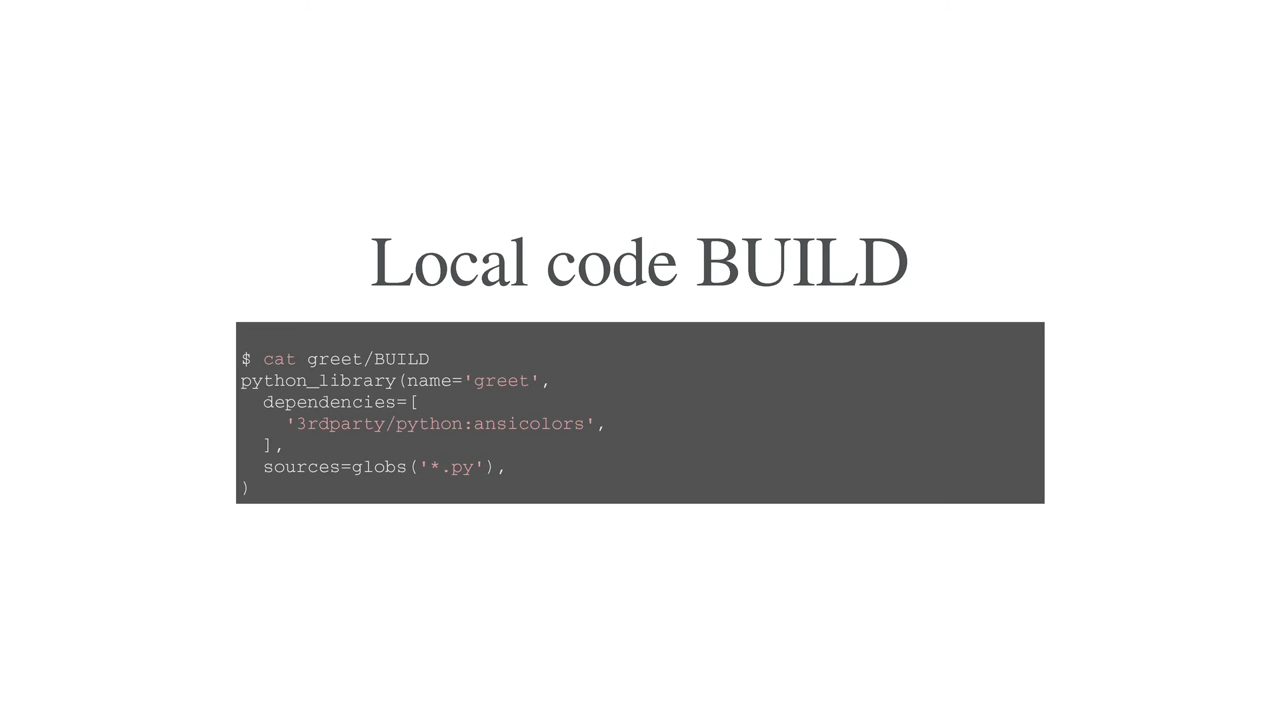 Local code BUILD
$ cat greet/BUILD
python_library(name='greet',
  dependencies=[
    '3rdparty/python:ansicolors',
  ],
  sources=globs('*.py'),
)